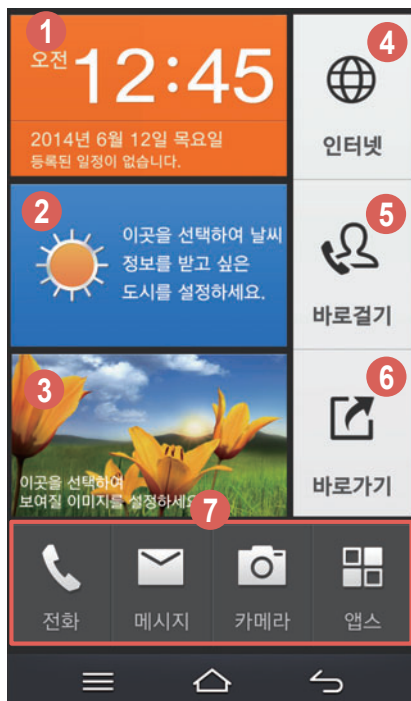 1
오전 12:45
2014년 6월 12일 목요일
등록된 일정이 없습니다.
4
인터넷
2
이곳을 선택하여 날씨
정보를 받고 싶은
도시를 설정하세요.
5
바로걸기
3
이곳을 선택하여
보여질 이미지를 설정하세요
6
바로가기
7
전화
메시지
카메라
앱스